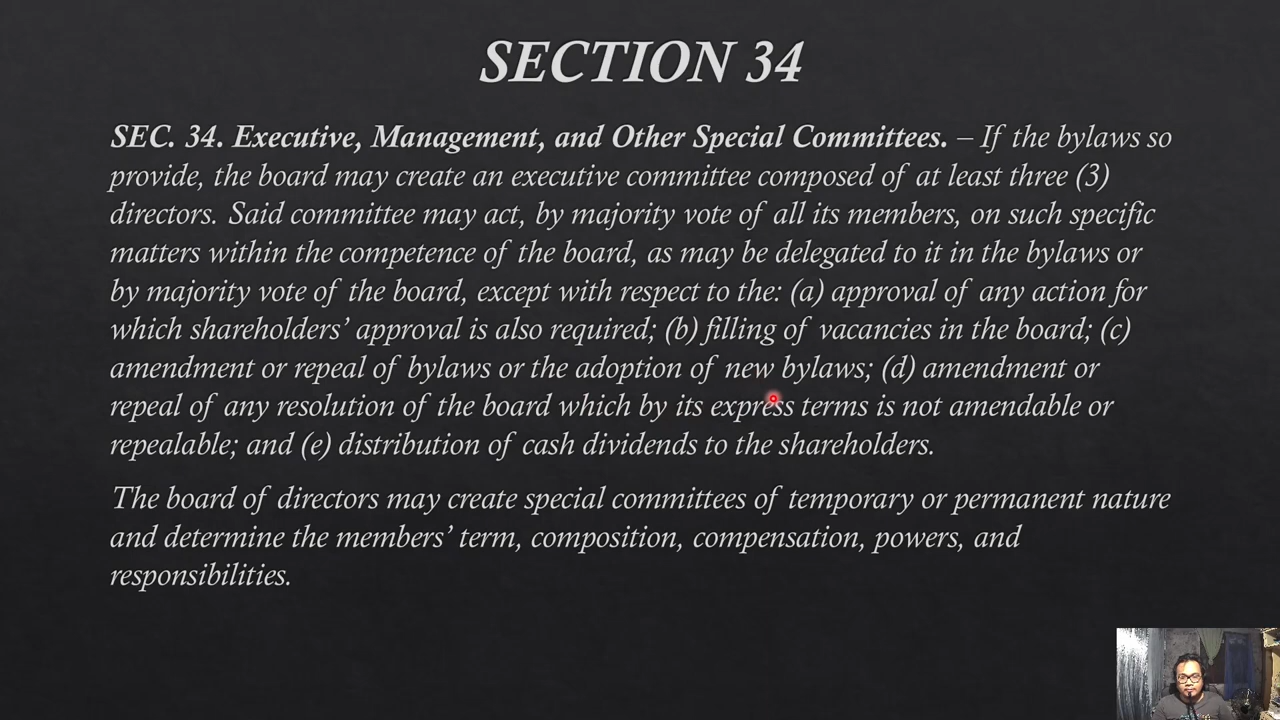 SECTION 34
SEC. 34. Executive, Management, and Other Special Committees. – If the bylaws so
provide, the board may create an executive committee composed of at least three (3)
directors. Said committee may act, by majority vote of all its members, on such specific
matters within the competence of the board, as may be delegated to it in the bylaws or
by majority vote of the board, except with respect to the: (a) approval of any action for
which shareholders’ approval is also required; (b) filling of vacancies in the board; (c)
amendment or repeal of bylaws or the adoption of new bylaws; (d) amendment or
repeal of any resolution of the board which by its express terms is not amendable or
repealable; and (e) distribution of cash dividends to the shareholders.
The board of directors may create special committees of temporary or permanent nature
and determine the members’ term, composition, compensation, powers, and
responsibilities.